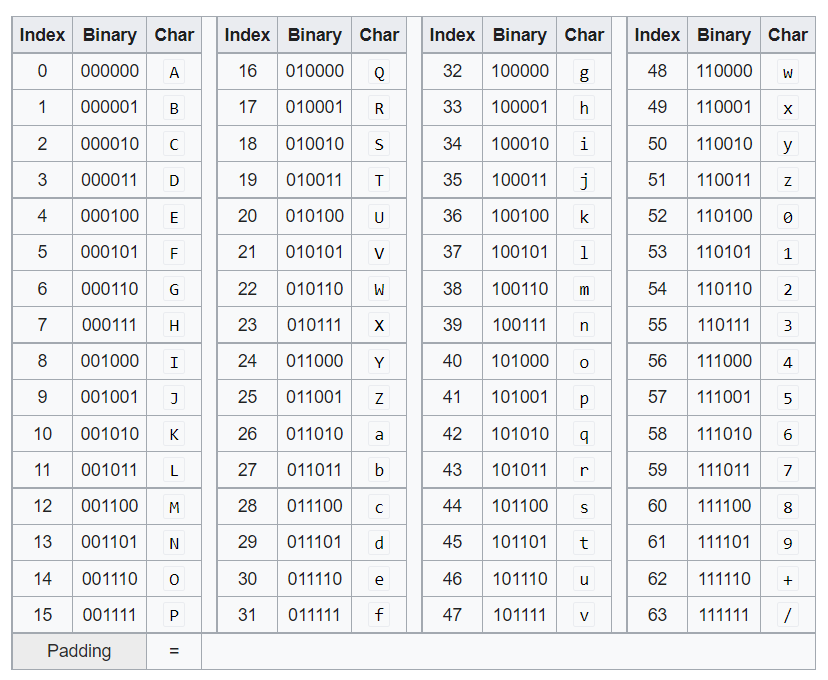 Index Binary Char Index Binary Char Index Binary Char Index Binary Char
0 000000 A 16 010000 Q 32 100000 g 48 110000 w
1 000001 B 17 010001 R 33 100001 h 49 110001 x
2 000010 C 18 010010 S 34 100010 i 50 110010 y
3 000011 D 19 010011 T 35 100011 j 51 110011 z
4 000100 E 20 010100 U 36 100100 k 52 110100 0
5 000101 F 21 010101 V 37 100101 l 53 110101 1
6 000110 G 22 010110 W 38 100110 m 54 110110 2
7 000111 H 23 010111 X 39 100111 n 55 110111 3
8 001000 I 24 011000 Y 40 101000 o 56 111000 4
9 001001 J 25 011001 Z 41 101001 p 57 111001 5
10 001010 K 26 011010 a 42 101010 q 58 111010 6
11 001011 L 27 011011 b 43 101011 r 59 111011 7
12 001100 M 28 011100 c 44 101100 s 60 111100 8
13 001101 N 29 011101 d 45 101101 t 61 111101 9
14 001110 O 30 011110 e 46 101110 u 62 111110 +
15 001111 P 31 011111 f 47 101111 v 63 111111 /
Padding =